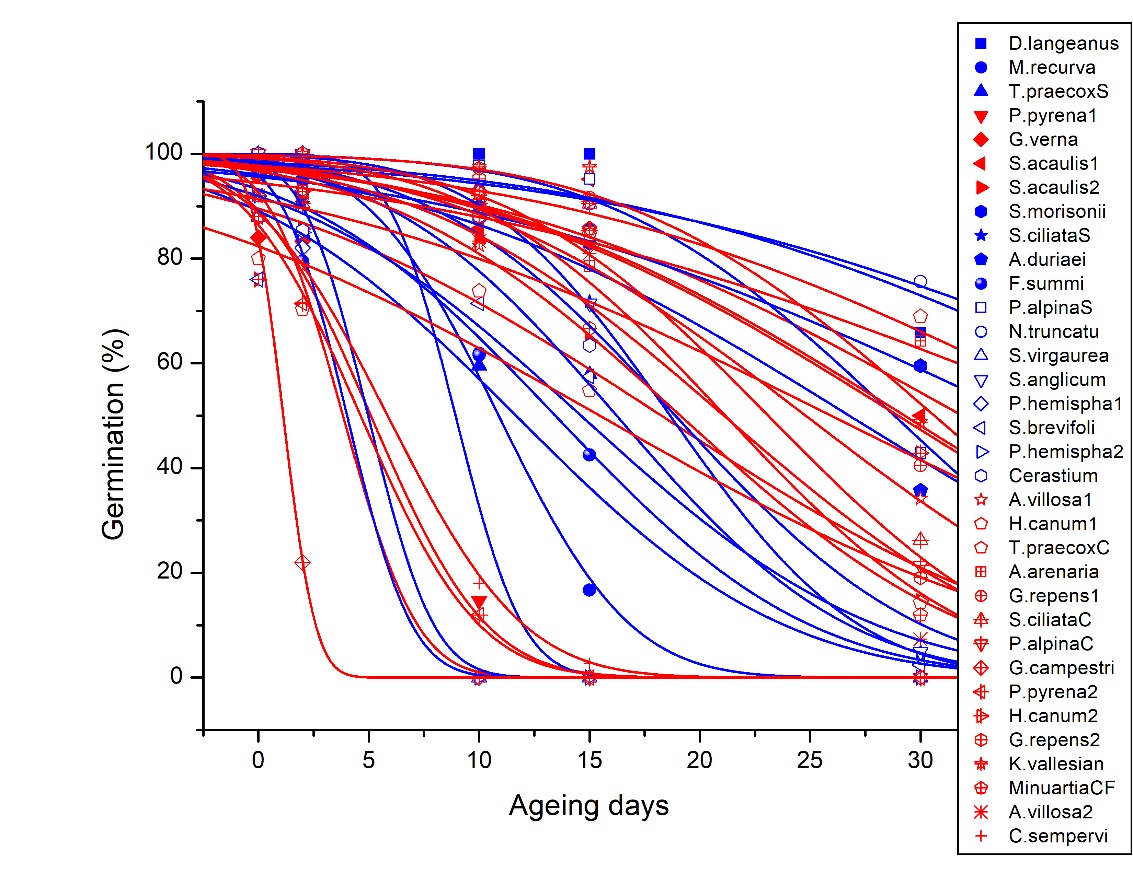 100
80
60
40
20
0
Germination (%)
0 5 10 15 20 25 30
Ageing days
D.langeanus
M.recurva
T.praecoxS
P.pyrena1
G.verna
S.acaulis1
S.acaulis2
S.morisonii
S.ciliataS
A.duriaei
F.summi
P.alpinaS
N.truncatu
S.virgaurea
S.anglicum
P.hemispha1
S.brevifoli
P.hemispha2
Cerastium
A.villosa1
H.canum1
T.praecoxC
A.arenaria
G.repens1
S.ciliataC
P.alpinaC
G.campestri
P.pyrena2
H.canum2
G.repens2
K.vallesian
MinuartiaCF
A.villosa2
C.sempervi